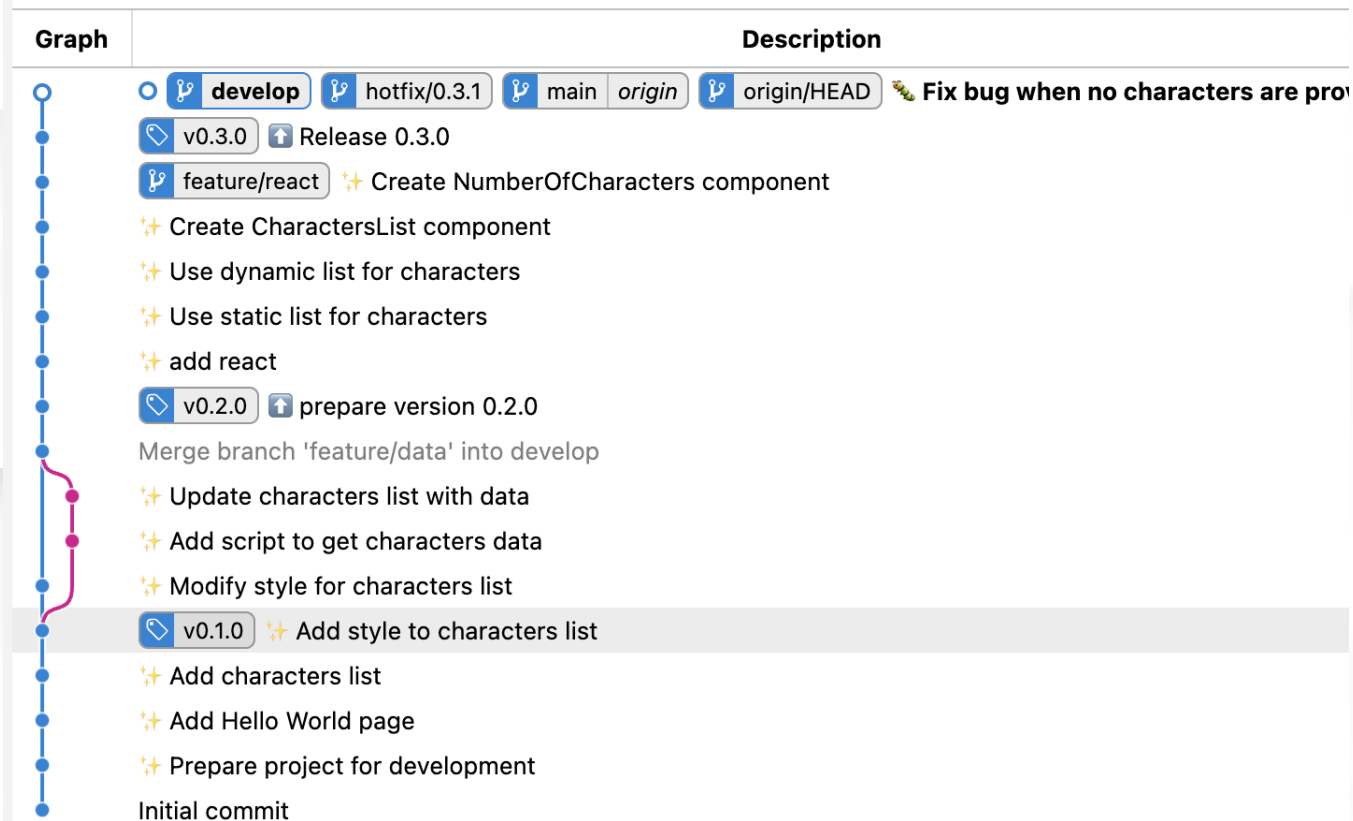 Graph Description
develop hotfix/0.3.1 main origin origin/HEAD Fix bug when no characters are
v0.3.0 Release 0.3.0
feature/react Create NumberOfCharacters component
Create CharactersList component
Use dynamic list for characters
Use static list for characters
add react
v0.2.0 prepare version 0.2.0
Merge branch 'feature/data' into develop
Update characters list with data
Add script to get characters data
Modify style for characters list
v0.1.0 Add style to characters list
Add characters list
Add Hello World page
Prepare project for development
Initial commit